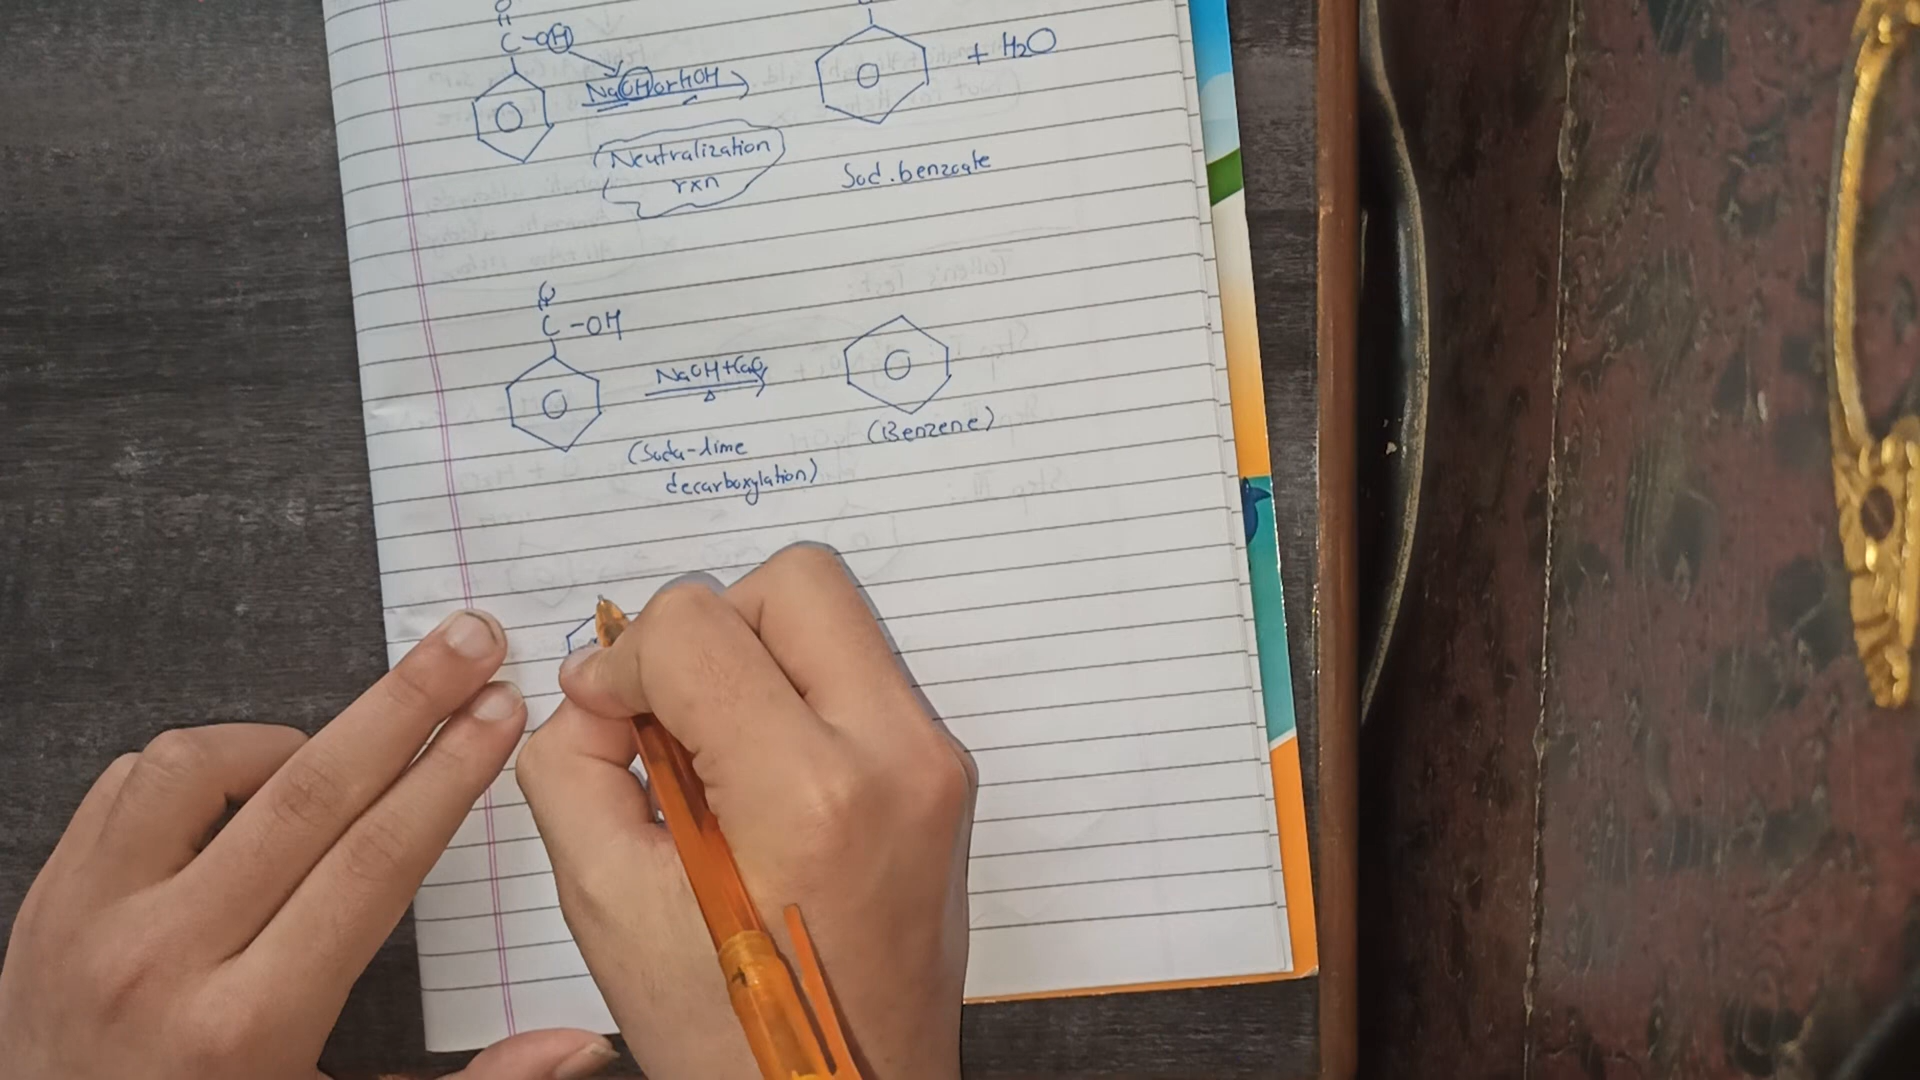 O
C-OH
NaOH or KOH
+ H₂O
Neutralization
rxn
Sod. benzoate
O
C-OH
NaOH+CaO
Δ
(Soda-lime
decarboxylation)
(Benzene)